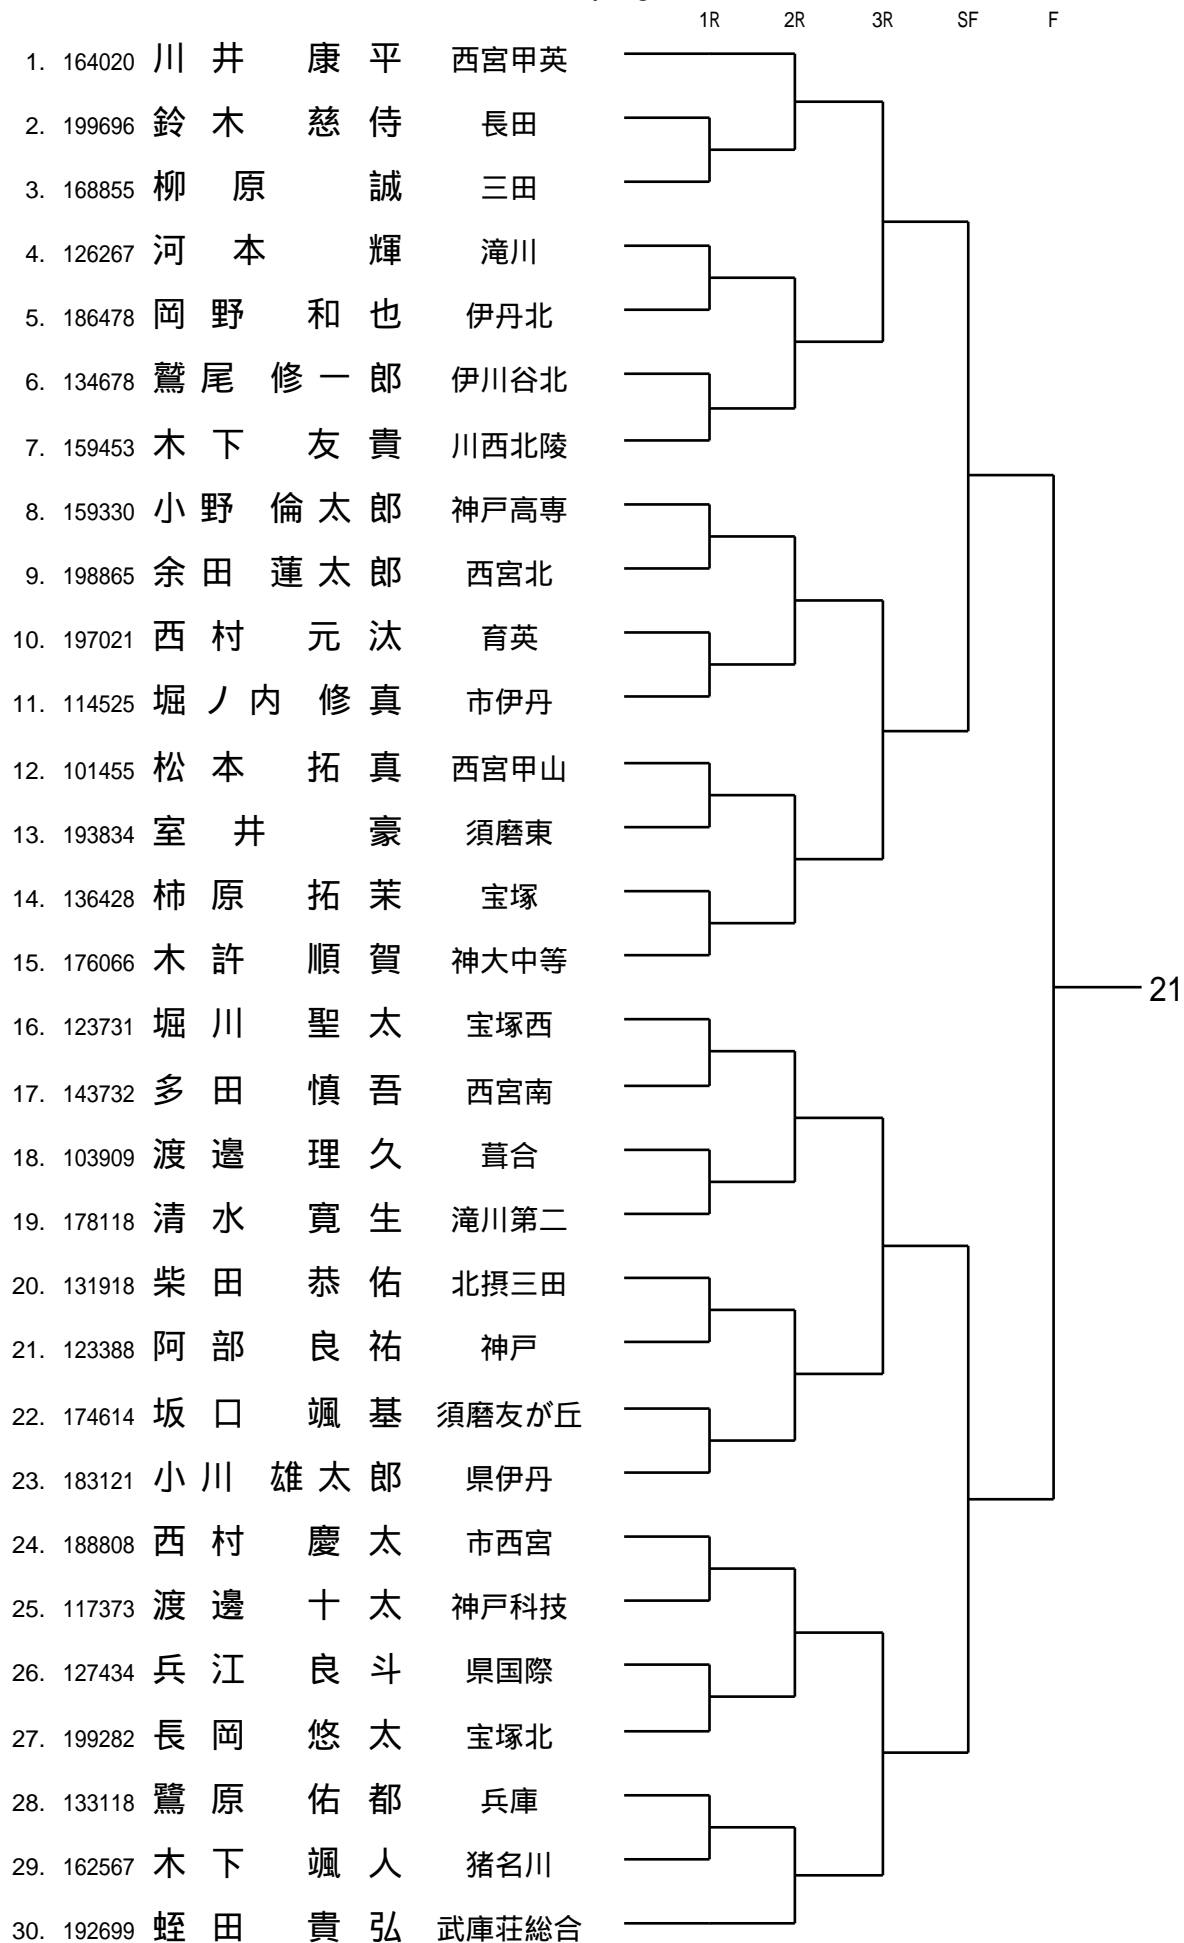 1R 2R 3R SF F
1. 164020 川井 康平 西宮甲英
2. 199696 鈴木 慈侍 長田
3. 168855 柳原 誠 三田
4. 126267 河本 輝 滝川
5. 186478 岡野 和也 伊丹北
6. 134678 鷲尾 修一郎 伊川谷北
7. 159453 木下 友貴 川西北陵
8. 159330 小野 倫太郎 神戸高専
9. 198865 余田 蓮太郎 西宮北
10. 197021 西村 元汰 育英
11. 114525 堀ノ内 修真 市伊丹
12. 101455 松本 拓真 西宮甲山
13. 193834 室井 豪 須磨東
14. 136428 柿原 拓茉 宝塚
15. 176066 木許 順賀 神大中等
21
16. 123731 堀川 聖太 宝塚西
17. 143732 多田 慎吾 西宮南
18. 103909 渡邉 理久 葺合
19. 178118 清水 寛生 滝川第二
20. 131918 柴田 恭佑 北摂三田
21. 123388 阿部 良祐 神戸
22. 174614 坂口 颯基 須磨友が丘
23. 183121 小川 雄太郎 県伊丹
24. 188808 西村 慶太 市西宮
25. 117373 渡邊 十太 神戸科技
26. 127434 兵江 良斗 県国際
27. 199282 長岡 悠太 宝塚北
28. 133118 鷺原 佑都 兵庫
29. 162567 木下 颯人 猪名川
30. 192699 蛭田 貴弘 武庫荘総合